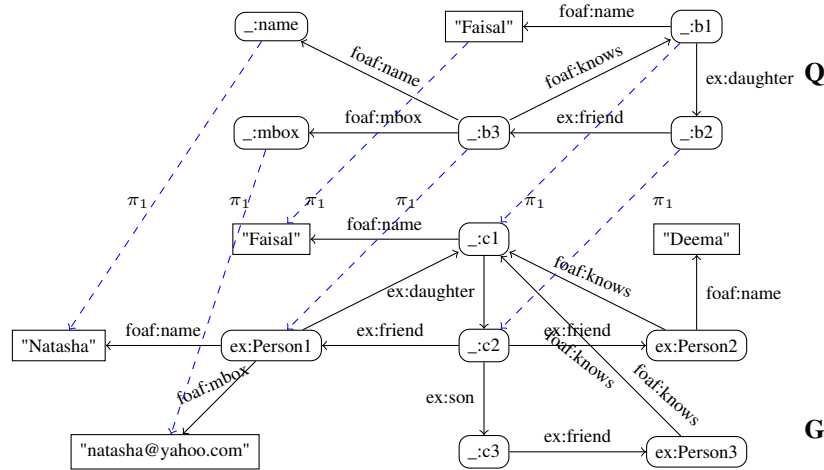 _:name
"Faisal"
foaf:name
_:b1
foaf:name
foaf:knows
ex:daughter
Q
_:mbox
foaf:mbox
_:b3
ex:friend
_:b2
π1
π1
π1
π1
π1
π1
"Faisal"
foaf:name
_:c1
"Deema"
ex:daughter
foaf:knows
foaf:name
"Natasha"
foaf:name
ex:Person1
ex:friend
_:c2
ex:friend
ex:Person2
foaf:mbox
foaf:knows
foaf:knows
ex:son
"natasha@yahoo.com"
_:c3
ex:friend
ex:Person3
G